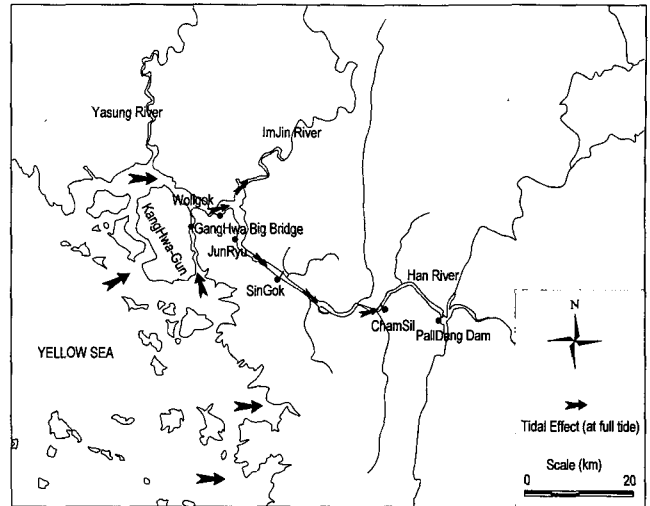 Yasung River
ImJin River
Wollgok
GangHwa Big Bridge
KangHwa-Gun
JunRyu
SinGok
Han River
ChamSil
PallDang Dam
YELLOW SEA
N
Tidal Effect (at full tide)
Scale (km)
0 20